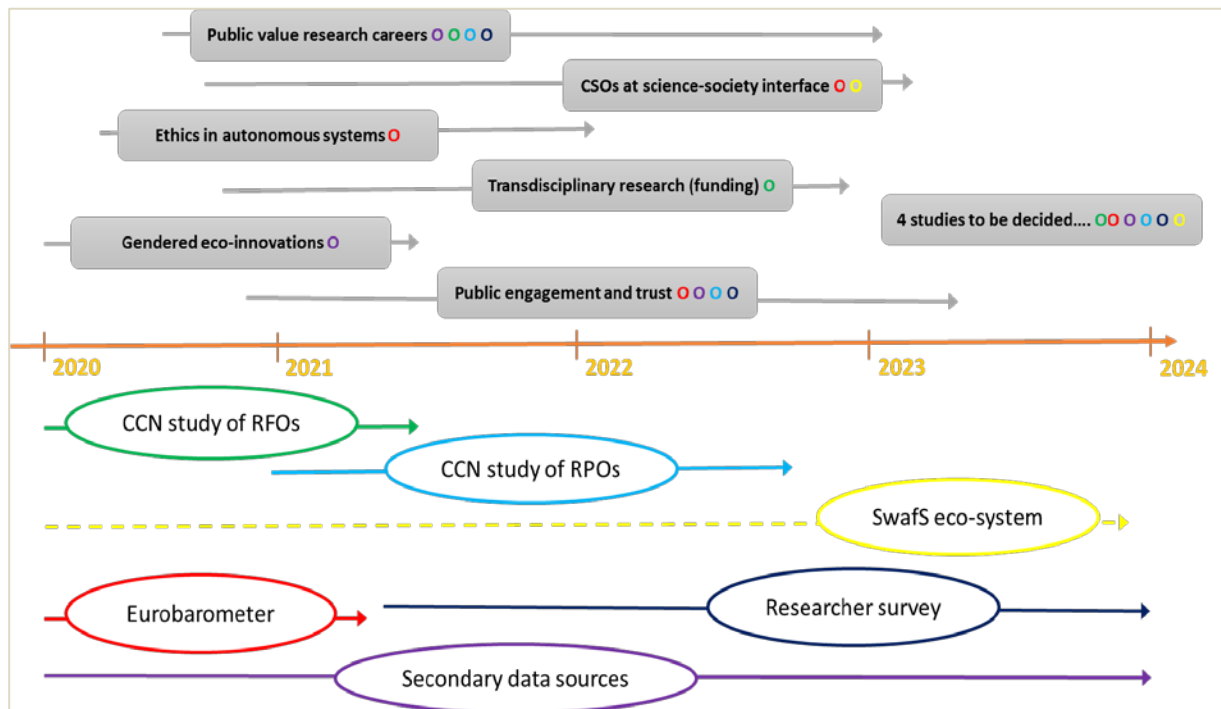 Public value research careers O O O O
CSOs at science-society interface O O
Ethics in autonomous systems O
Transdisciplinary research (funding) O
4 studies to be decided.... OOOOOO
Gendered eco-innovations O
Public engagement and trust O O O O
2020
2021
2022
2023
2024
CCN study of RFOs
CCN study of RPOs
SwafS eco-system
Eurobarometer
Researcher survey
Secondary data sources